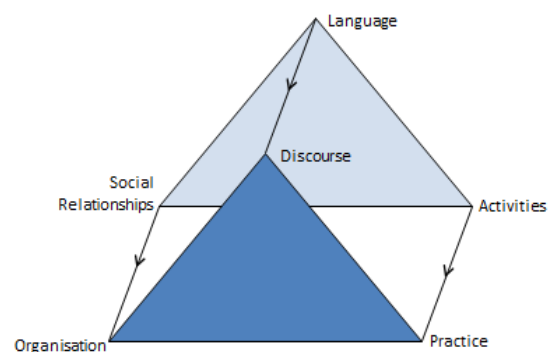 Language
Discourse
Social
Relationships
Activities
Organisation
Practice